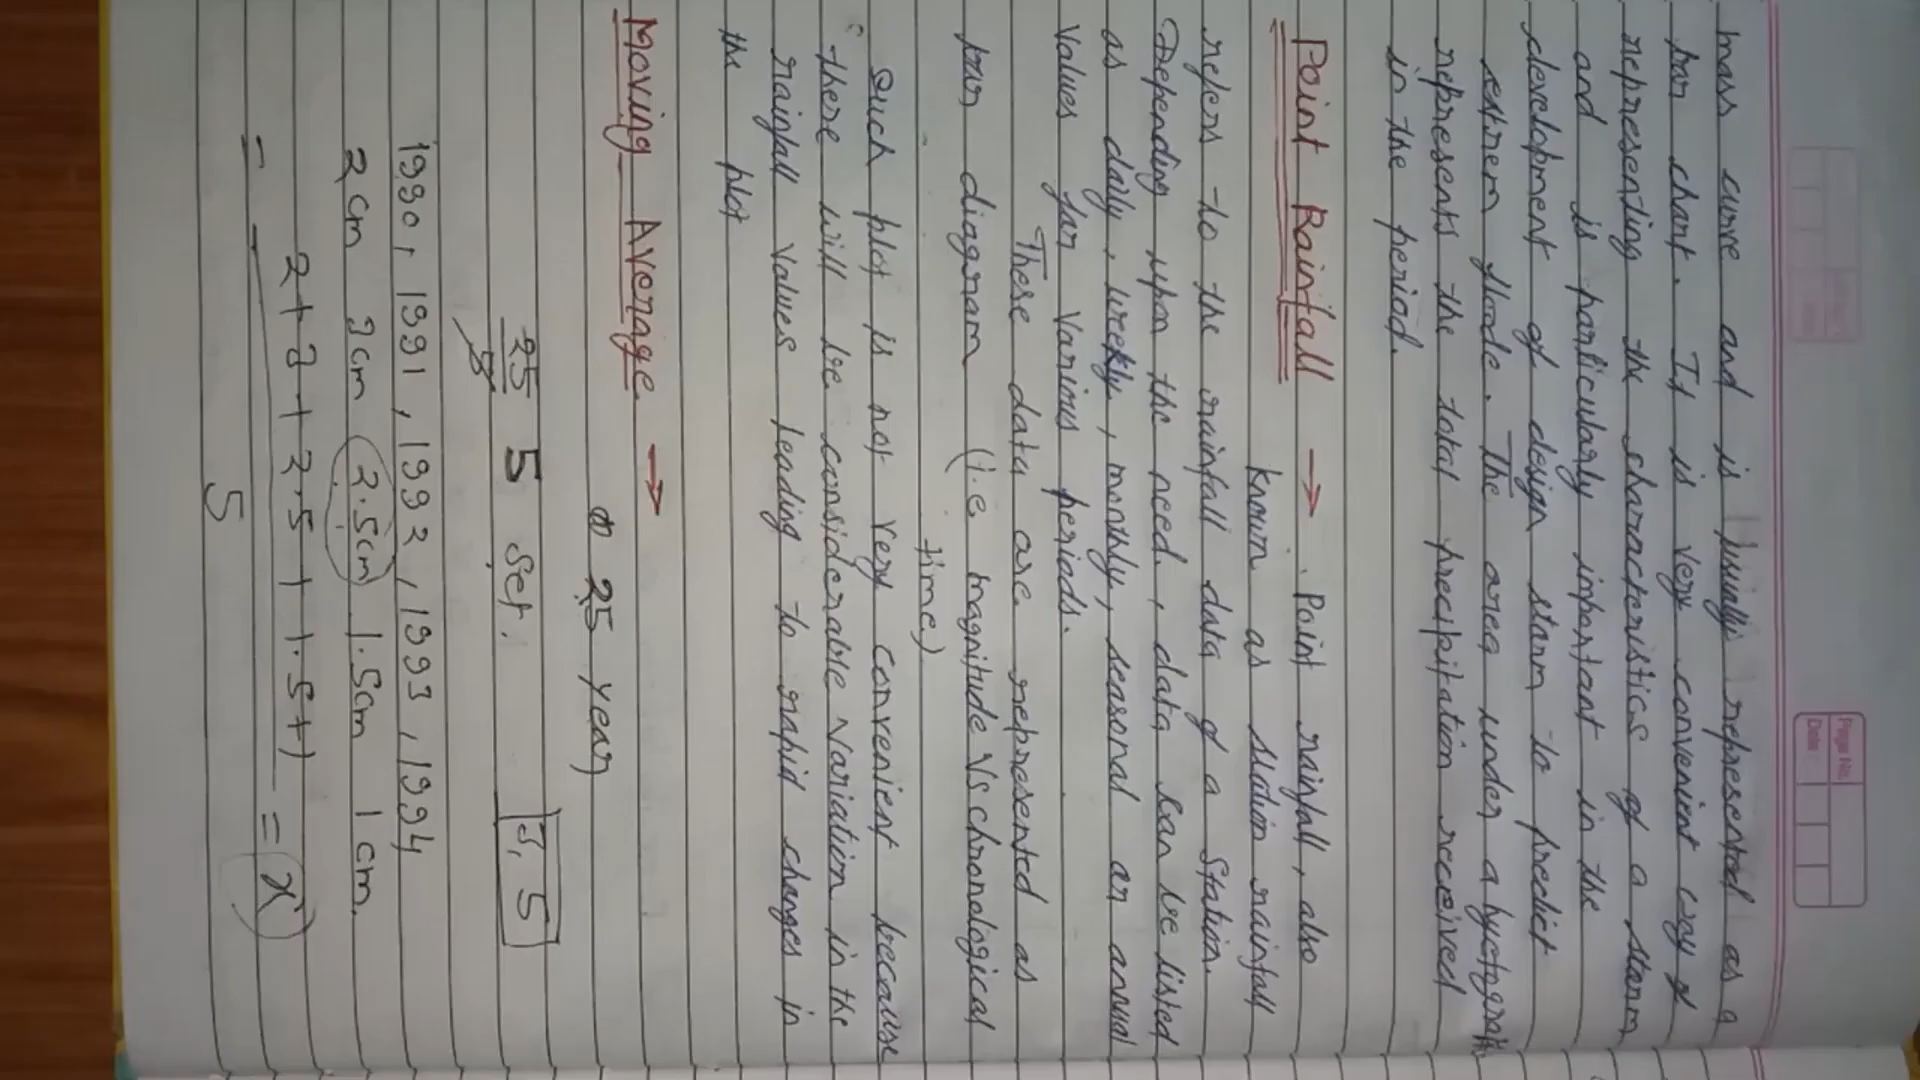 Page No.
Date
mass curve and is usually represented as a
bar chart. It is very convenient way of
representing the characteristics of a storm
and is particularly important in the
development of design storm to predict
extrem floode. The area under a hyetograph
represents the total precipitation received
in the period.
Point Rainfall → Point rainfall, also
known as station rainfall
refers to the rainfall data of a station.
Depending upon the need, data can be listed
as daily, weekly, monthly, seasonal or annual
values for various periods.
These data are represented as
bar diagram (i.e magnitude Vs chronological
time)
Such plot is not very convenient because
there will be considerable variation in the
rainfall values leading to rapid changes in
the plot
Moving Average →
25 year
25/5 5 set. 3, 5
1990, 1991, 1992, 1993, 1994
2cm 3cm 2.5cm 1.5cm 1cm
= 2+3+2.5+1.5+1 / 5 = x